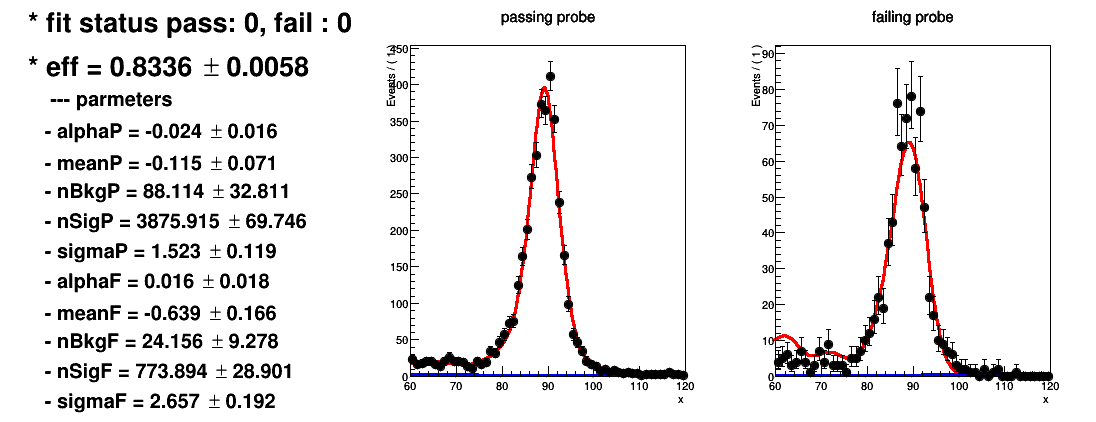 * fit status pass: 0, fail : 0
* eff = 0.8336 ± 0.0058
--- parmeters
- alphaP = -0.024 ± 0.016
- meanP = -0.115 ± 0.071
- nBkgP = 88.114 ± 32.811
- nSigP = 3875.915 ± 69.746
- sigmaP = 1.523 ± 0.119
- alphaF = 0.016 ± 0.018
- meanF = -0.639 ± 0.166
- nBkgF = 24.156 ± 9.278
- nSigF = 773.894 ± 28.901
- sigmaF = 2.657 ± 0.192
passing probe
Events / ( 1 )
450
400
350
300
250
200
150
100
50
0
60 70 80 90 100 110 120
x
failing probe
Events / ( 1 )
90
80
70
60
50
40
30
20
10
0
60 70 80 90 100 110 120
x